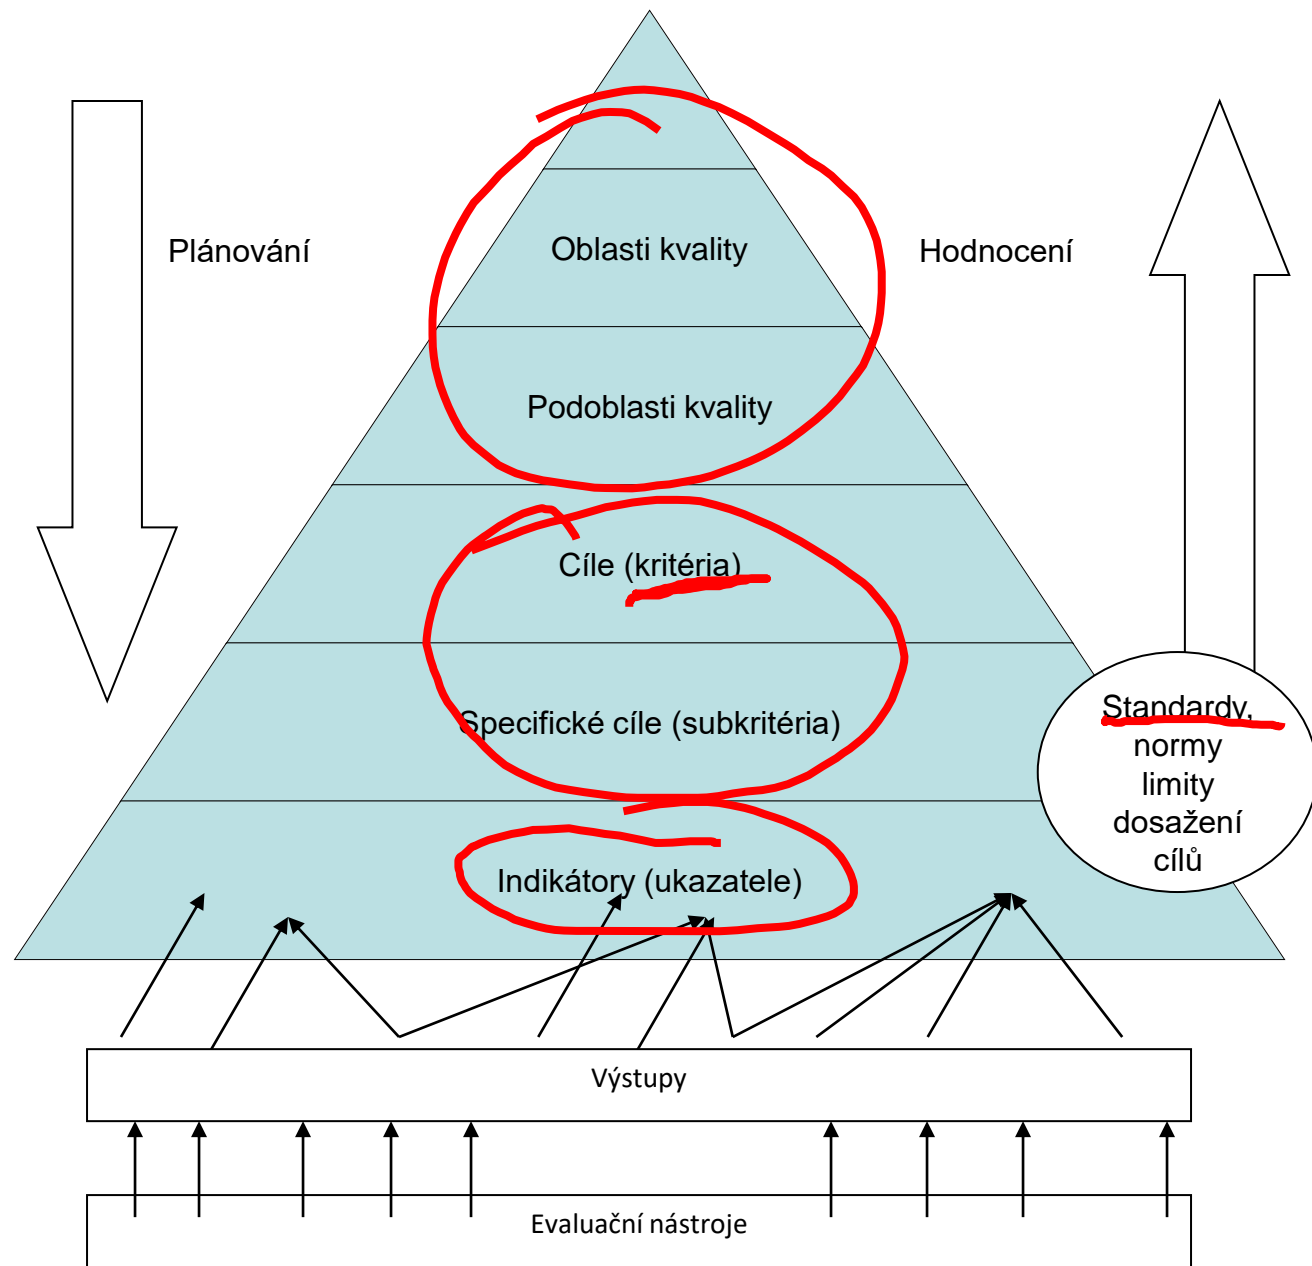 Plánování
Oblasti kvality
Hodnocení
Podoblasti kvality
Cíle (kritéria)
Specifické cíle (subkritéria)
Standardy,
normy
limity
dosažení
cílů
Indikátory (ukazatele)
Výstupy
Evaluační nástroje